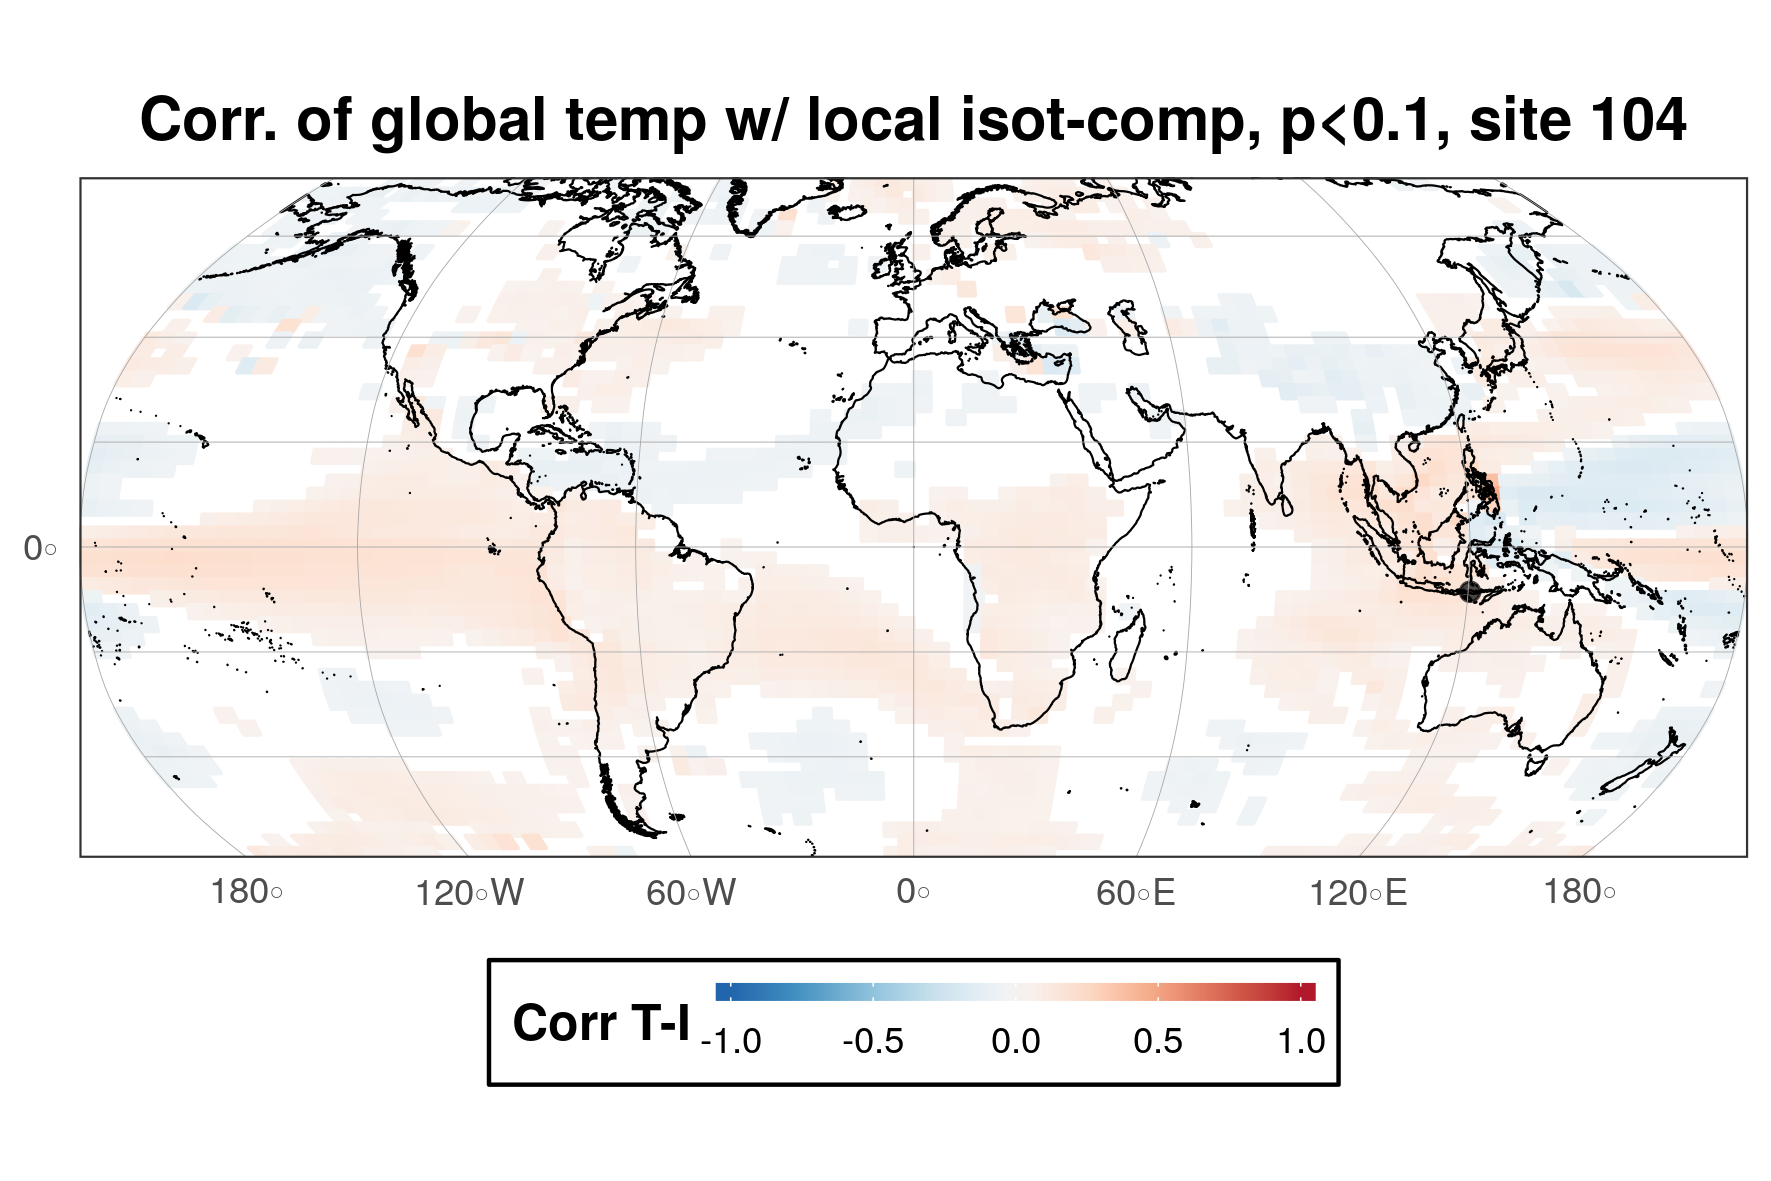 Corr. of global temp w/ local isot-comp, p<0.1, site 104
0°
180° 120°W 60°W 0° 60°E 120°E 180°
Corr T-I
-1.0 -0.5 0.0 0.5 1.0